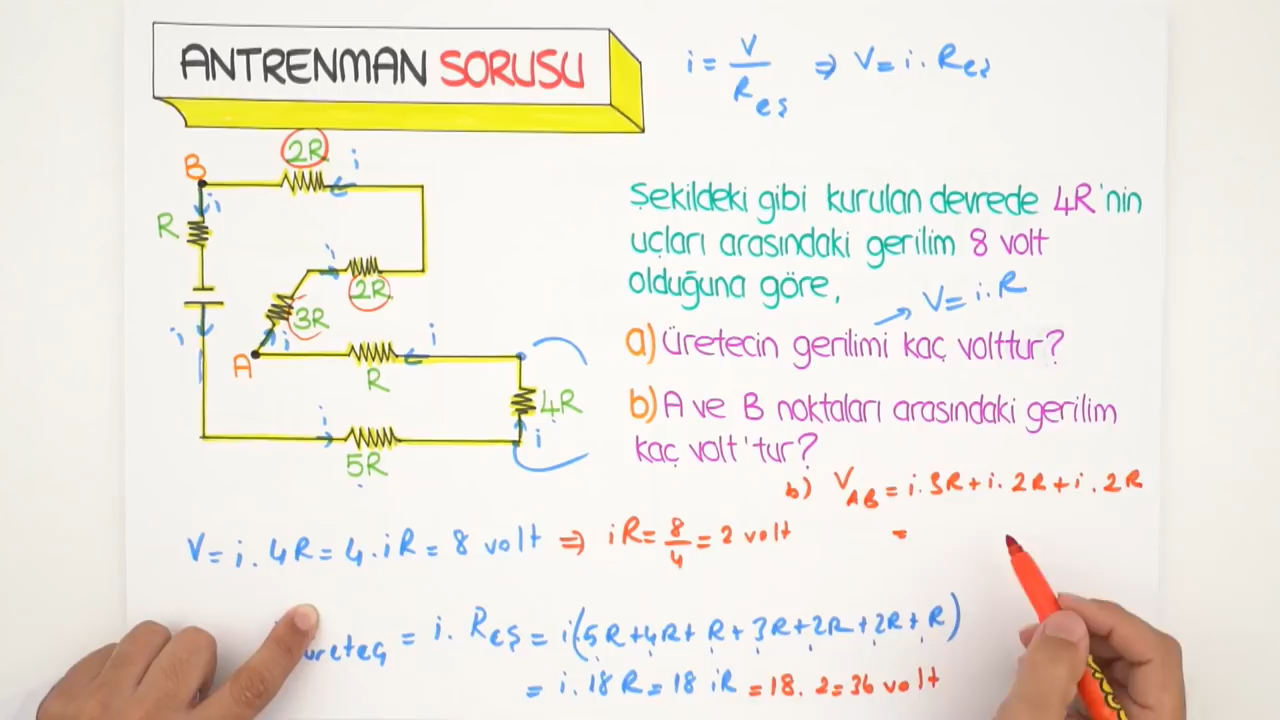 ANTRENMAN SORUSU
i = V / Reş ⇒ V = i. Reş
B
2R
i
i
R
i
2R
3R
i
i
A
i
R
4R
i
i
5R
Şekildeki gibi kurulan devrede 4R'nin
uçları arasındaki gerilim 8 volt
olduğuna göre,
V = i.R
a) Üretecin gerilimi kaç volttur?
b) A ve B noktaları arasındaki gerilim
kaç volt'tur?
b) VAB = i.3R + i.2R + i.2R
=
V = i.4R = 4.iR = 8 volt ⇒ iR = 8/4 = 2 volt
üreteç = i. Reş = i(5R+4R+R+3R+2R+2R+R)
= i.18R = 18 iR = 18.2 = 36 volt